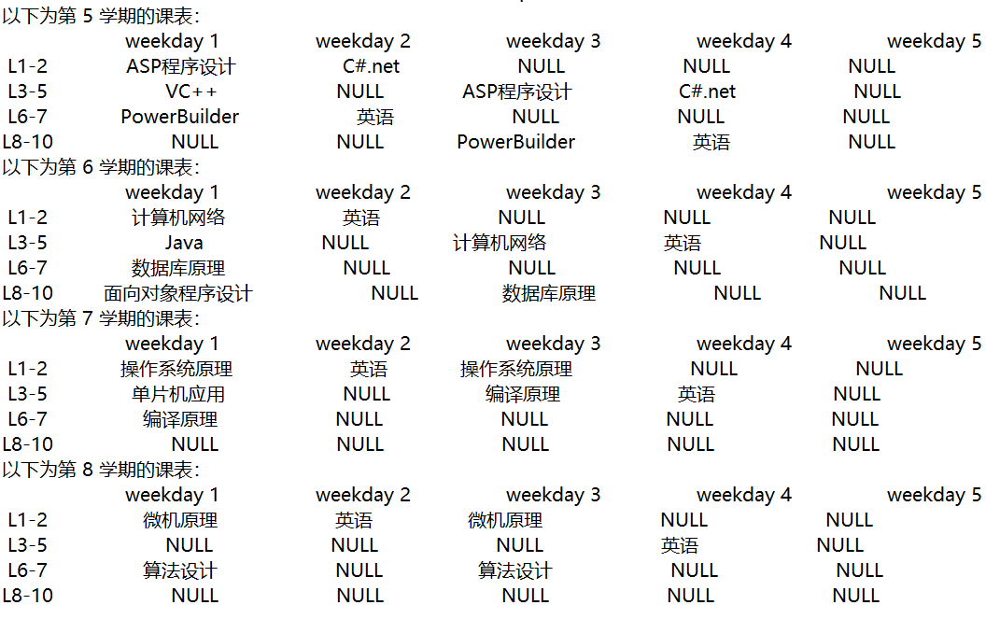 以下为第 5 学期的课表：
weekday 1 weekday 2 weekday 3 weekday 4 weekday 5
L1-2 ASP程序设计 C#.net NULL NULL NULL
L3-5 VC++ NULL ASP程序设计 C#.net NULL
L6-7 PowerBuilder 英语 NULL NULL NULL
L8-10 NULL NULL PowerBuilder 英语 NULL
以下为第 6 学期的课表：
weekday 1 weekday 2 weekday 3 weekday 4 weekday 5
L1-2 计算机网络 英语 NULL NULL NULL
L3-5 Java NULL 计算机网络 英语 NULL
L6-7 数据库原理 NULL NULL NULL NULL
L8-10 面向对象程序设计 NULL 数据库原理 NULL NULL
以下为第 7 学期的课表：
weekday 1 weekday 2 weekday 3 weekday 4 weekday 5
L1-2 操作系统原理 英语 操作系统原理 NULL NULL
L3-5 单片机应用 NULL 编译原理 英语 NULL
L6-7 编译原理 NULL NULL NULL NULL
L8-10 NULL NULL NULL NULL NULL
以下为第 8 学期的课表：
weekday 1 weekday 2 weekday 3 weekday 4 weekday 5
L1-2 微机原理 英语 微机原理 NULL NULL
L3-5 NULL NULL NULL 英语 NULL
L6-7 算法设计 NULL 算法设计 NULL NULL
L8-10 NULL NULL NULL NULL NULL